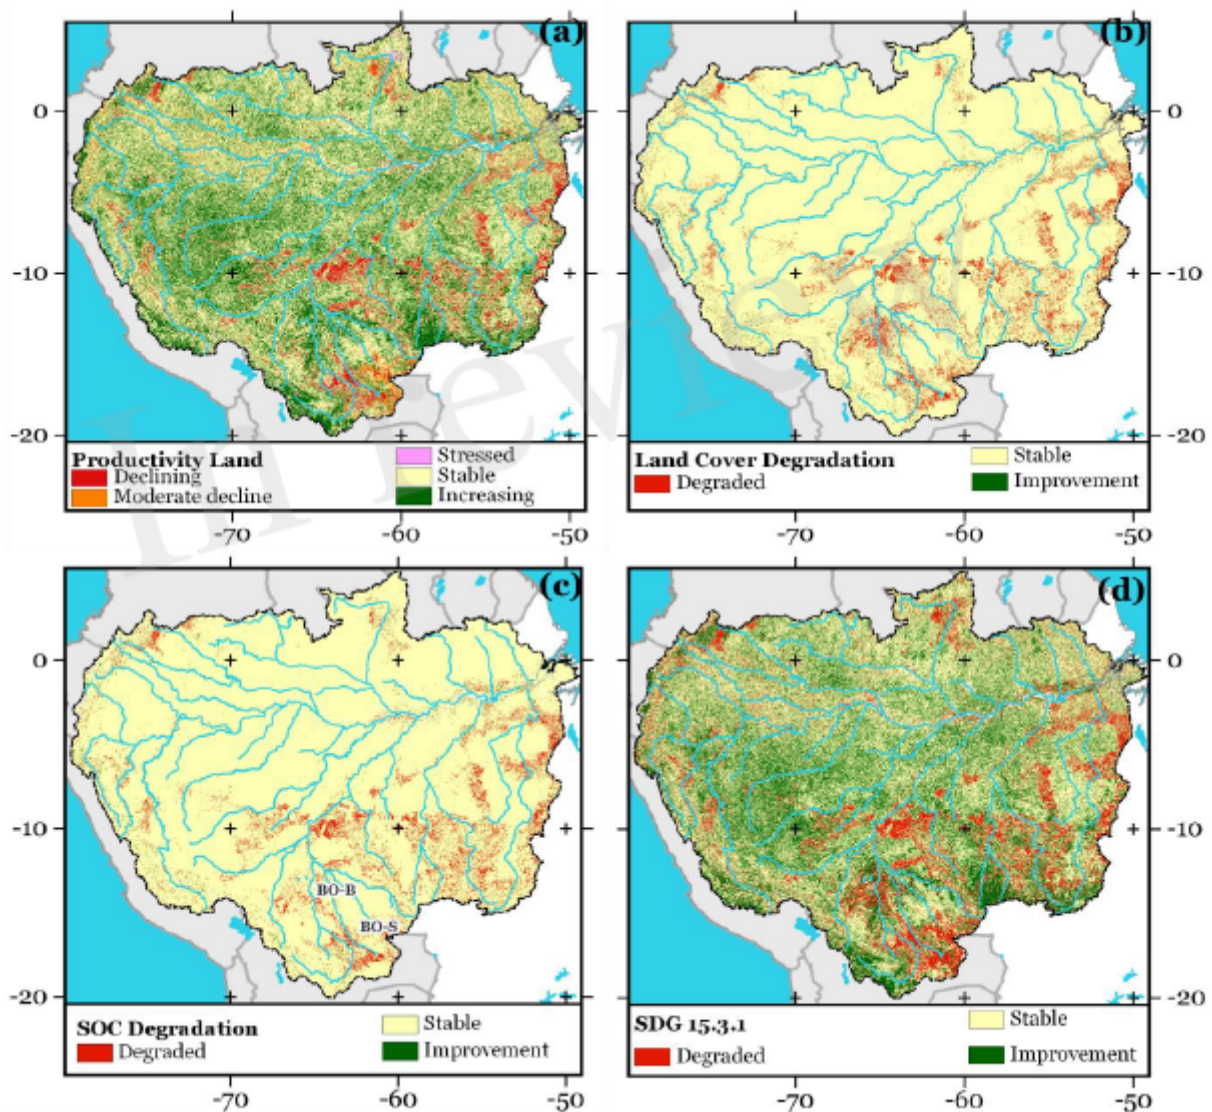 (a)
(b)
0
0
-10
-10
-20
-20
Productivity Land
Declining
Moderate decline
Stressed
Stable
Increasing
Land Cover Degradation
Degraded
Stable
Improvement
-70
-60
-50
-70
-60
-50
In review
(c)
(d)
0
0
-10
-10
BO-B
BO-S
-20
-20
SOC Degradation
Degraded
Stable
Improvement
SDG 15.3.1
Degraded
Stable
Improvement
-70
-60
-50
-70
-60
-50